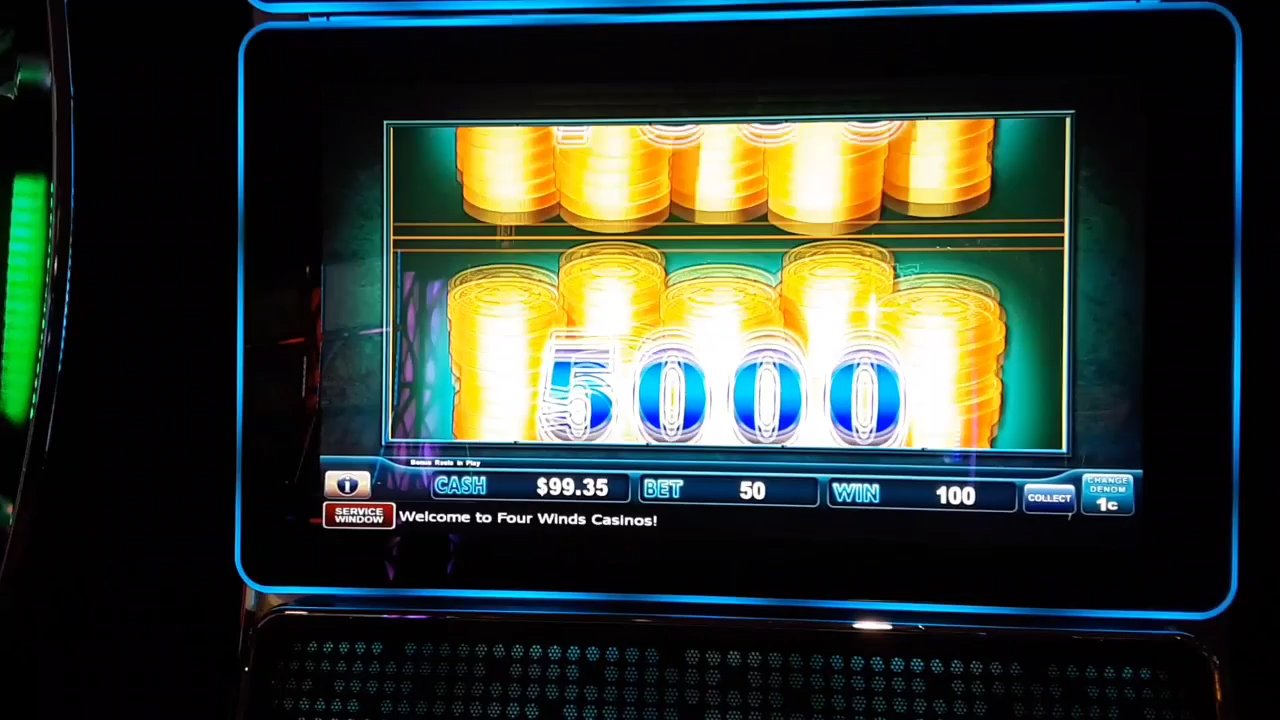 5000
Bonus Reels In Play
CASH $99.35 BET 50 WIN 100 COLLECT
CHANGE
DENOM
1c
SERVICE
WINDOW
Welcome to Four Winds Casinos!